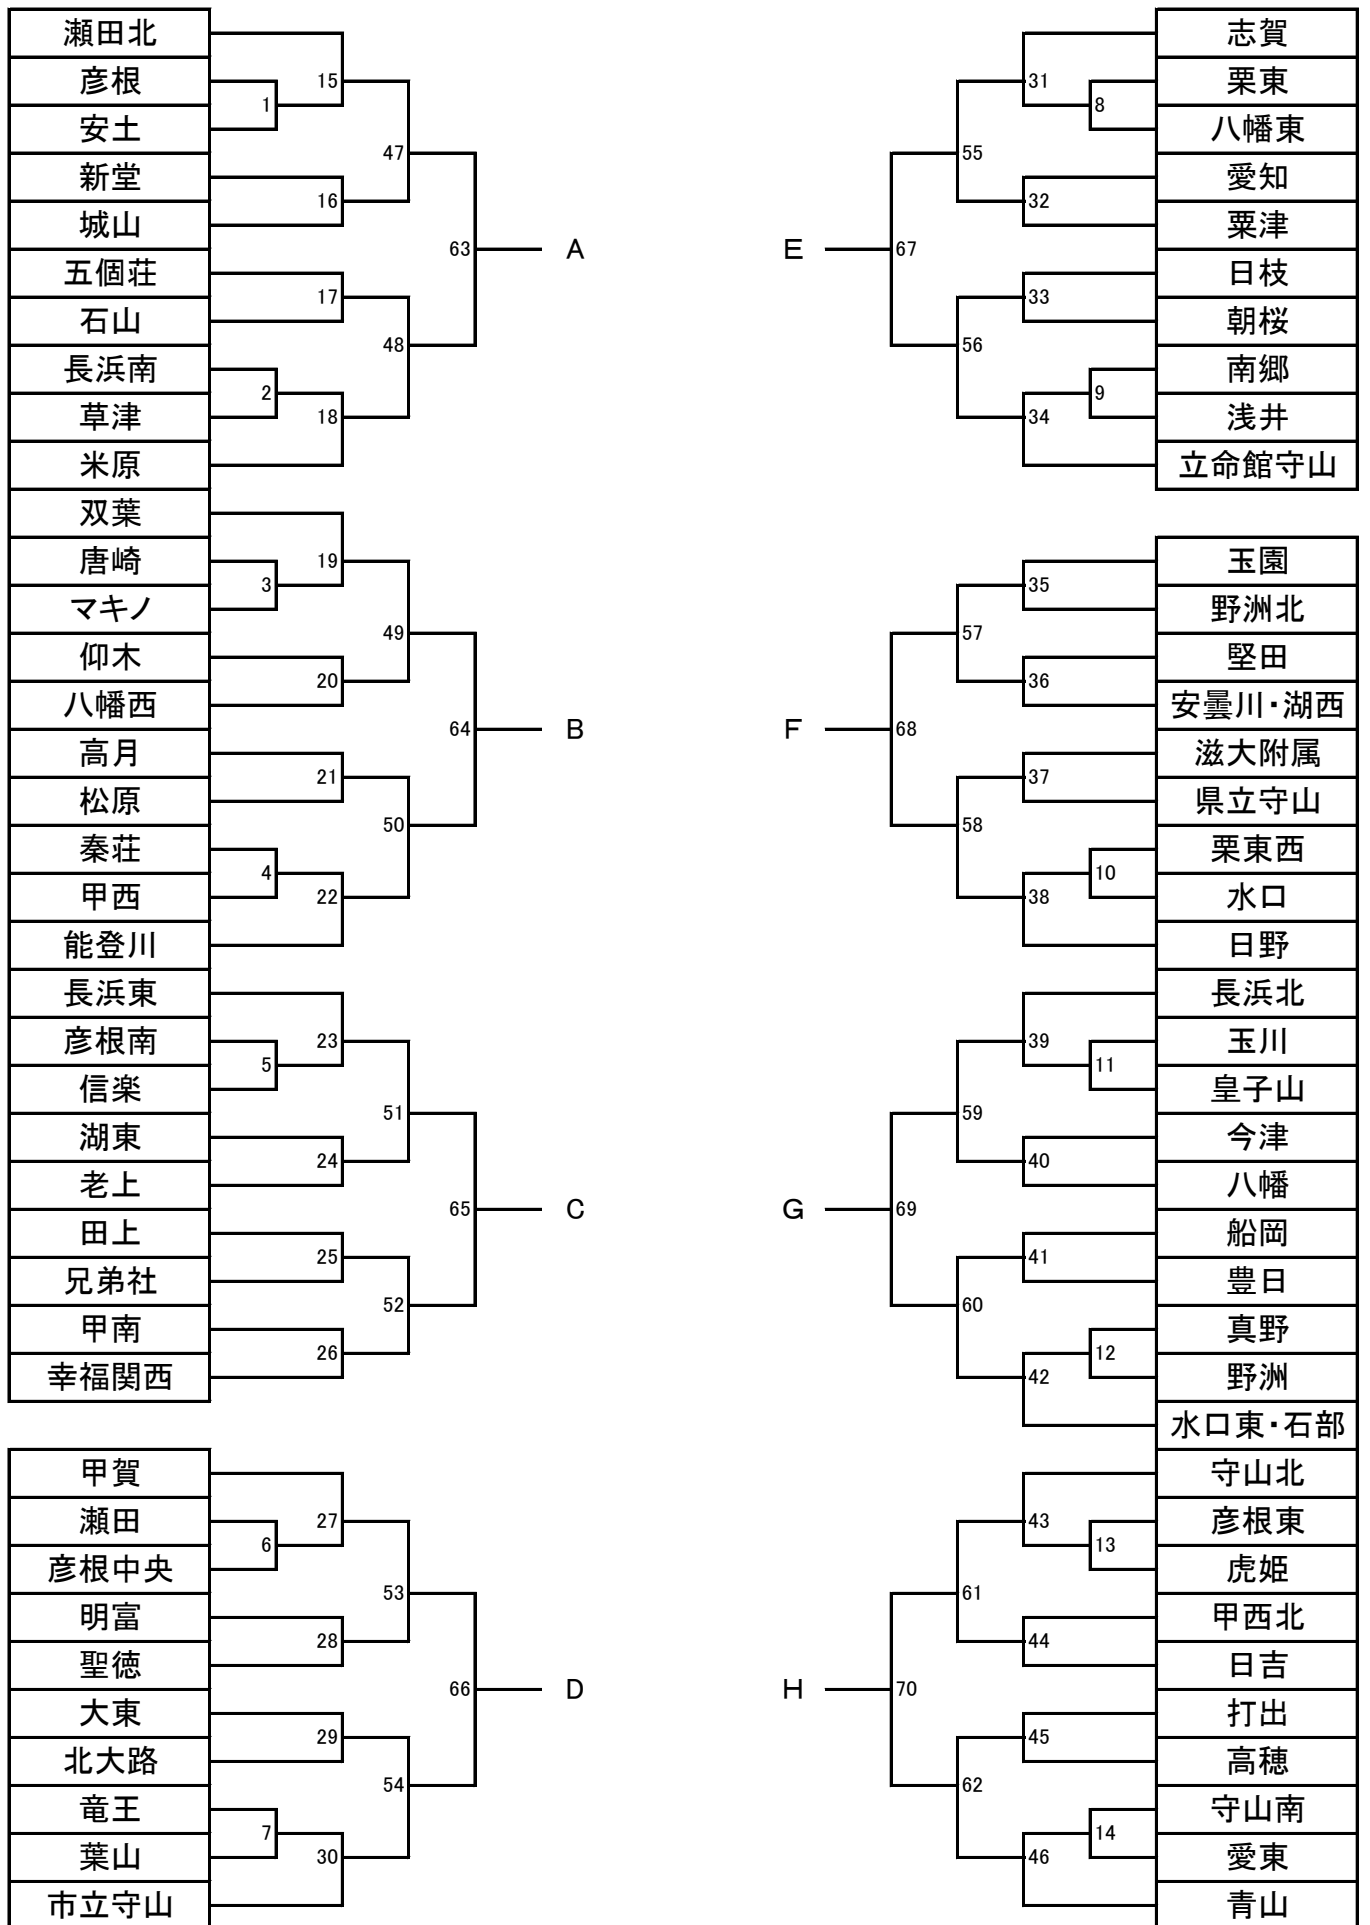 瀬田北
彦根
安土
新堂
城山
五個荘
石山
長浜南
草津
米原
双葉
唐崎
マキノ
仰木
八幡西
高月
松原
秦荘
甲西
能登川
長浜東
彦根南
信楽
湖東
老上
田上
兄弟社
甲南
幸福関西
甲賀
瀬田
彦根中央
明富
聖徳
大東
北大路
竜王
葉山
市立守山
1
2
3
4
5
6
7
15
16
17
18
19
20
21
22
23
24
25
26
27
28
29
30
47
48
49
50
51
52
53
54
63
64
65
66
A
B
C
D
E
F
G
H
67
68
69
70
55
56
57
58
59
60
61
62
31
32
33
34
35
36
37
38
39
40
41
42
43
44
45
46
8
9
10
11
12
13
14
志賀
栗東
八幡東
愛知
粟津
日枝
朝桜
南郷
浅井
立命館守山
玉園
野洲北
堅田
安曇川・湖西
滋大附属
県立守山
栗東西
水口
日野
長浜北
玉川
皇子山
今津
八幡
船岡
豊日
真野
野洲
水口東・石部
守山北
彦根東
虎姫
甲西北
日吉
打出
高穂
守山南
愛東
青山